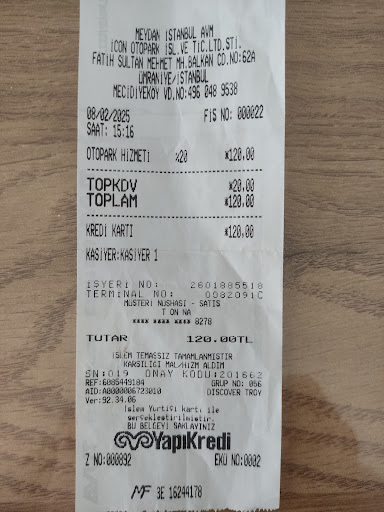 MEYDAN İSTANBUL AVM
İCON OTOPARK İŞL.VE TİC.LTD.ŞTİ.
FATİH SULTAN MEHMET MH.BALKAN CD.NO:62A
ÜMRANİYE/İSTANBUL
MECİDİYEKÖY VD.NO:496 048 9538
08/02/2025 FİŞ NO: 000022
SAAT: 15:16
OTOPARK HİZMETİ %20 *120.00
TOPKDV *20.00
TOPLAM *120.00
KREDİ KARTI *120.00
KASİYER:KASİYER 1
İŞYERİ NO: 2601885518
TERMİNAL NO: 0082091C
MÜŞTERİ NÜSHASI - SATIŞ
T ON NA
**** **** **** 8278
TUTAR 120.00TL
İŞLEM TEMASSIZ TAMAMLANMIŞTIR
KARŞILIĞI MAL/HİZM ALDIM
SN:019 ONAY KODU:201662
REF:6085449104 GRUP NO: 056
AID:A0000006723010 DISCOVER TROY
Ver:92.34.06
İşlem Yurtiçi kartı ile
gerçekleştirilmiştir.
BU BELGEYİ SAKLAYINIZ
YapıKredi
Z NO:000892 EKÜ NO:0002
MF 3E 16244178